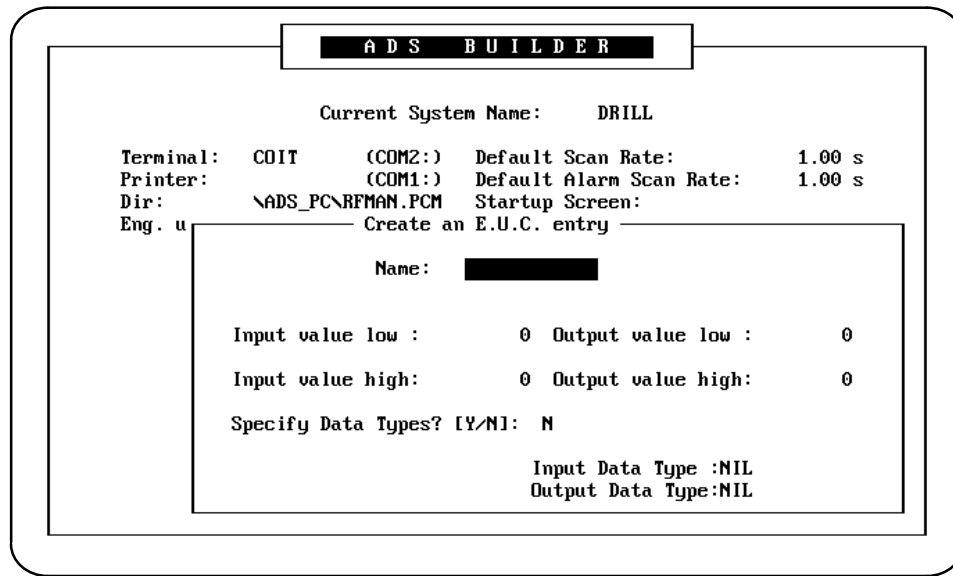 ADS BUILDER
Current System Name: DRILL
Terminal: COIT (COM2:) Default Scan Rate: 1.00 s
Printer: (COM1:) Default Alarm Scan Rate: 1.00 s
Dir: \ADS_PC\RFMAN.PCM Startup Screen:
Eng. u
Create an E.U.C. entry
Name:
Input value low : 0 Output value low : 0
Input value high: 0 Output value high: 0
Specify Data Types? [Y/N]: N
Input Data Type :NIL
Output Data Type:NIL